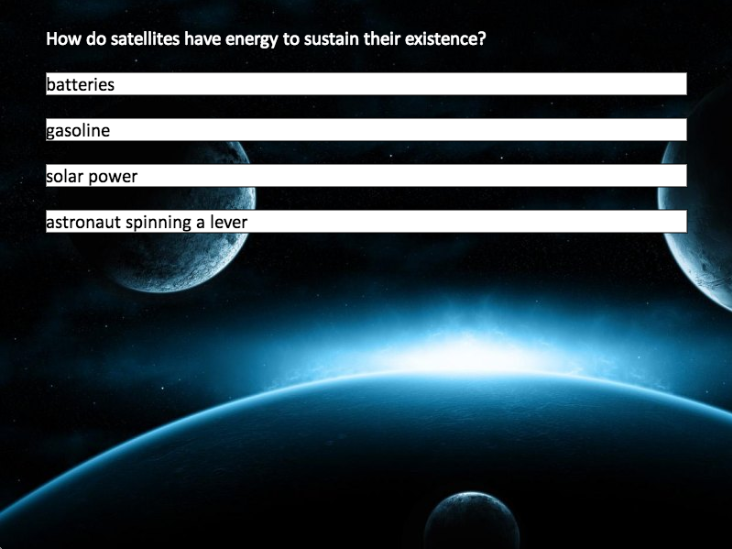 How do satellites have energy to sustain their existence?
batteries
gasoline
solar power
astronaut spinning a lever